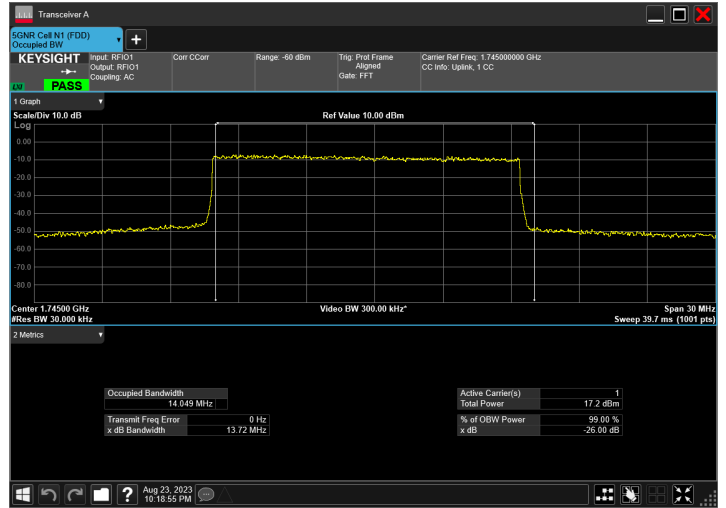 Transceiver A
5GNR Cell N1 (FDD)
Occupied BW
KEYSIGHT
LXI
PASS
Input: RFIO1
Output: RFIO1
Coupling: AC
Corr CCorr
Range: -60 dBm
Trig: Prot Frame
Aligned
Gate: FFT
Carrier Ref Freq: 1.745000000 GHz
CC Info: Uplink, 1 CC
1 Graph
Scale/Div 10.0 dB
Ref Value 10.00 dBm
Log
0.00
-10.0
-20.0
-30.0
-40.0
-50.0
-60.0
-70.0
-80.0
Center 1.74500 GHz
Video BW 300.00 kHz*
Span 30 MHz
#Res BW 30.000 kHz
Sweep 39.7 ms (1001 pts)
2 Metrics
Occupied Bandwidth
14.049 MHz
Transmit Freq Error 0 Hz
x dB Bandwidth 13.72 MHz
Active Carrier(s) 1
Total Power 17.2 dBm
% of OBW Power 99.00 %
x dB -26.00 dB
Aug 23, 2023
10:18:55 PM